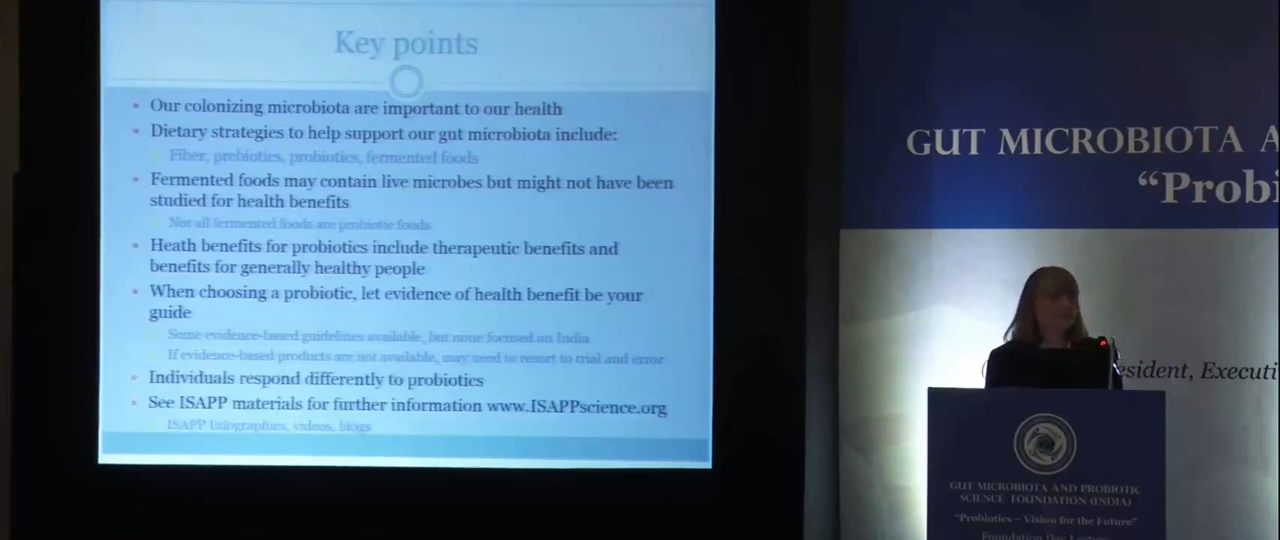 Key points
Our colonizing microbiota are important to our health
Dietary strategies to help support our gut microbiota include:
Fiber, prebiotics, probiotics, fermented foods
Fermented foods may contain live microbes but might not have been
studied for health benefits
Not all fermented foods are probiotic foods
Heath benefits for probiotics include therapeutic benefits and
benefits for generally healthy people
When choosing a probiotic, let evidence of health benefit be your
guide
Some evidence-based guidelines available, but none focused on India
If evidence-based products are not available, may need to resort to trial and error
Individuals respond differently to probiotics
See ISAPP materials for further information www.ISAPPscience.org
ISAPP Infographics, videos, blogs
GUT MICROBIOTA A
“Probi
esident, Executi
GUT MICROBIOTA AND PROBIOTIC
SCIENCE FOUNDATION (INDIA)
“Probiotics – Vision for the Future”
Foundation Day Lecture